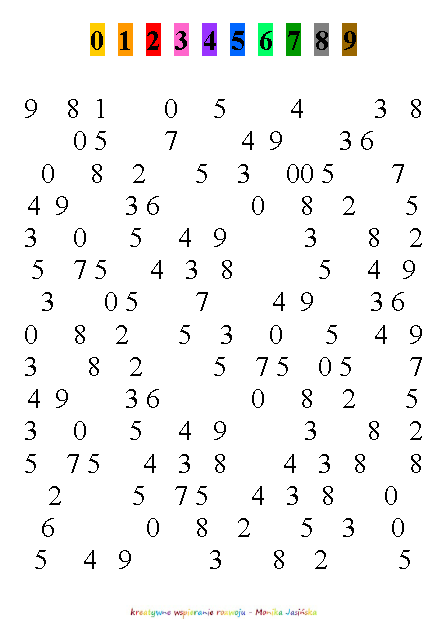 0 1 2 3 4 5 6 7 8 9
9 8 1 0 5 4 3 8
0 5 7 4 9 3 6
0 8 2 5 3 00 5 7
4 9 3 6 0 8 2 5
3 0 5 4 9 3 8 2
5 7 5 4 3 8 5 4 9
3 0 5 7 4 9 3 6
0 8 2 5 3 0 5 4 9
3 8 2 5 7 5 0 5 7
4 9 3 6 0 8 2 5
3 0 5 4 9 3 8 2
5 7 5 4 3 8 4 3 8 8
2 5 7 5 4 3 8 0
6 0 8 2 5 3 0
5 4 9 3 8 2 5
kreatywne wspieranie rozwoju - Monika Jasińska